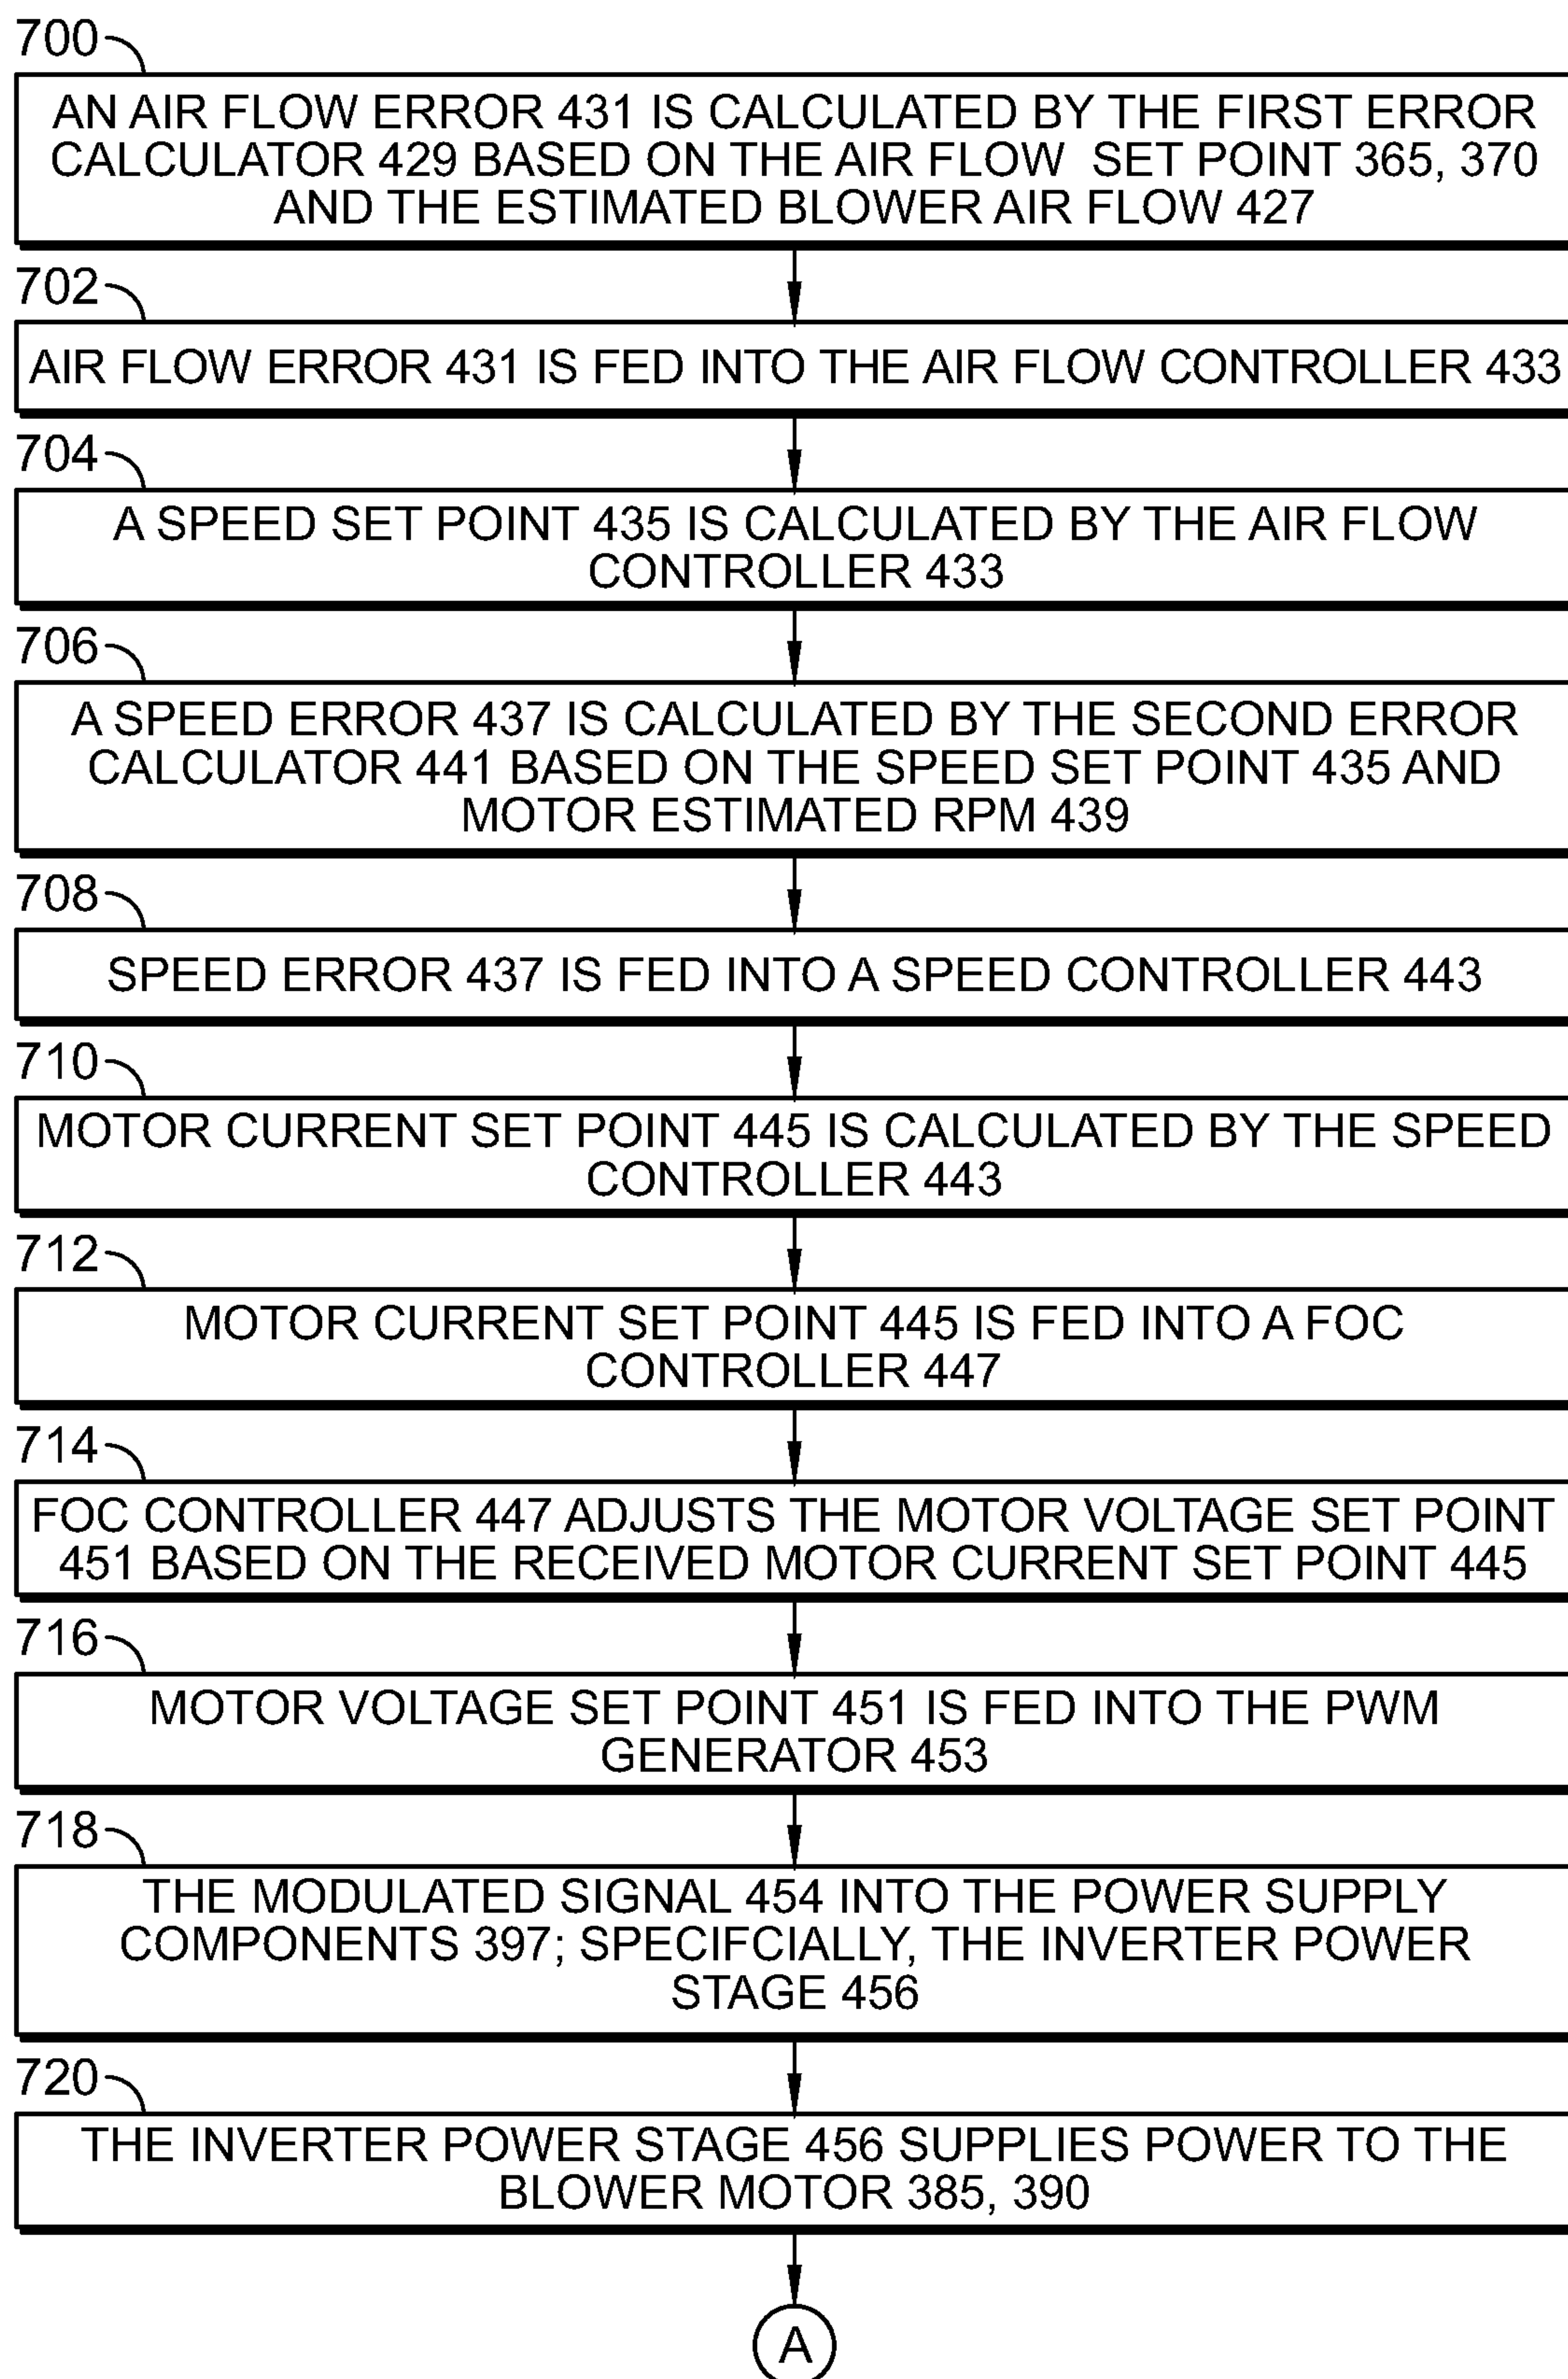 700
AN AIR FLOW ERROR 431 IS CALCULATED BY THE FIRST ERROR
CALCULATOR 429 BASED ON THE AIR FLOW SET POINT 365, 370
AND THE ESTIMATED BLOWER AIR FLOW 427
702
AIR FLOW ERROR 431 IS FED INTO THE AIR FLOW CONTROLLER 433
704
A SPEED SET POINT 435 IS CALCULATED BY THE AIR FLOW
CONTROLLER 433
706
A SPEED ERROR 437 IS CALCULATED BY THE SECOND ERROR
CALCULATOR 441 BASED ON THE SPEED SET POINT 435 AND
MOTOR ESTIMATED RPM 439
708
SPEED ERROR 437 IS FED INTO A SPEED CONTROLLER 443
710
MOTOR CURRENT SET POINT 445 IS CALCULATED BY THE SPEED
CONTROLLER 443
712
MOTOR CURRENT SET POINT 445 IS FED INTO A FOC
CONTROLLER 447
714
FOC CONTROLLER 447 ADJUSTS THE MOTOR VOLTAGE SET POINT
451 BASED ON THE RECEIVED MOTOR CURRENT SET POINT 445
716
MOTOR VOLTAGE SET POINT 451 IS FED INTO THE PWM
GENERATOR 453
718
THE MODULATED SIGNAL 454 INTO THE POWER SUPPLY
COMPONENTS 397; SPECIFCIALLY, THE INVERTER POWER
STAGE 456
720
THE INVERTER POWER STAGE 456 SUPPLIES POWER TO THE
BLOWER MOTOR 385, 390
A